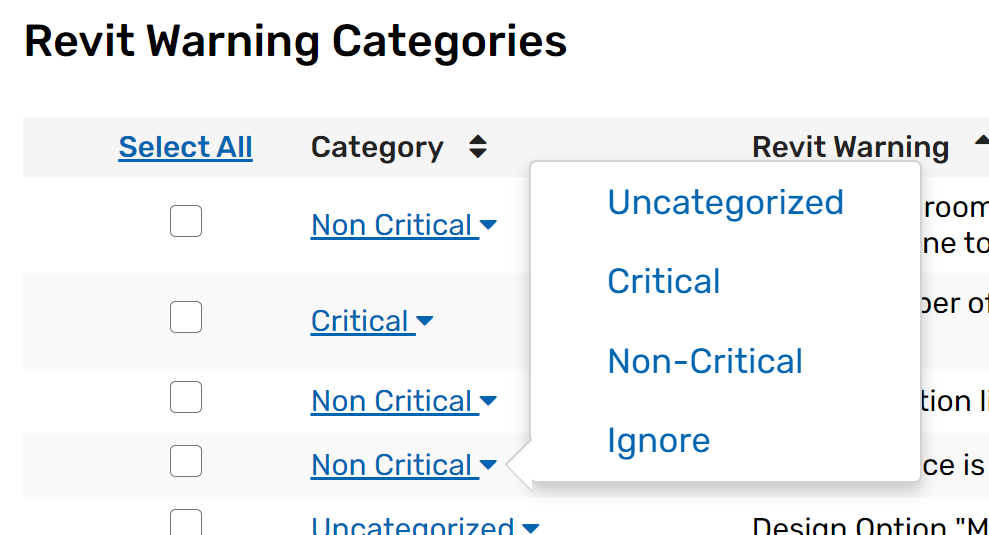 Revit Warning Categories
Select All Category Revit Warning
Non Critical
room
ne to
Critical
ber of
Non Critical
tion li
Non Critical
ce is
Uncategorized
Design Option "M
Uncategorized
Critical
Non-Critical
Ignore